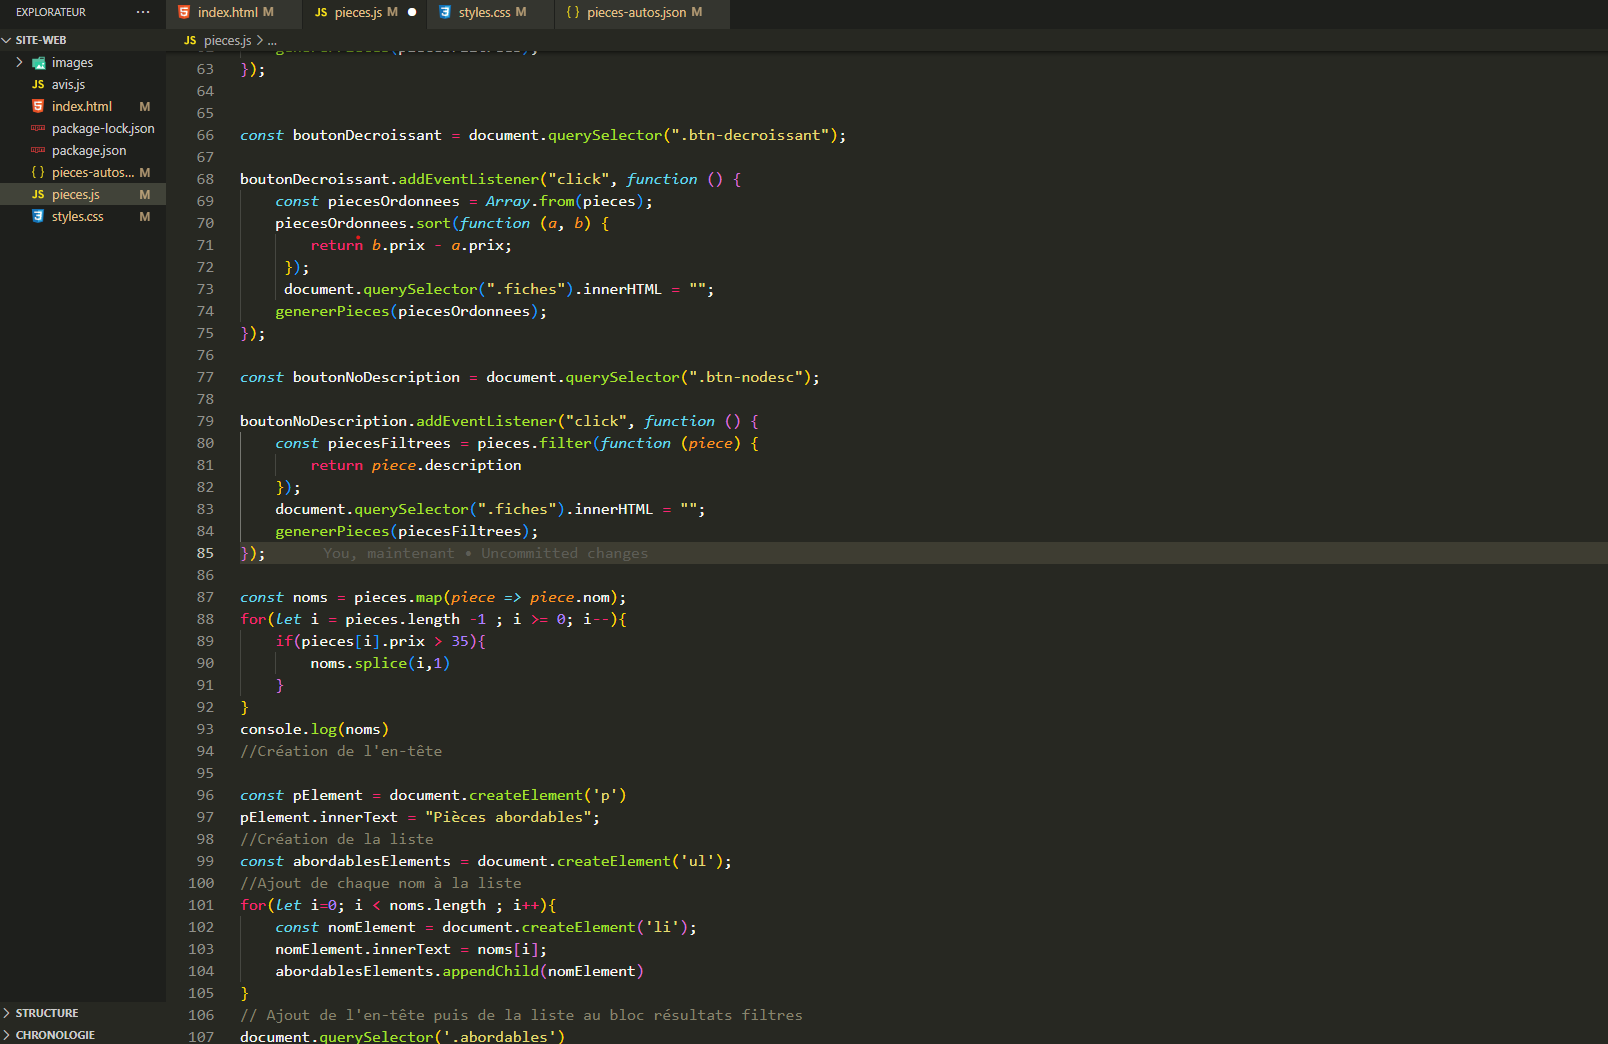 EXPLORATEUR ···
index.html M
JS pieces.js M
styles.css M
{} pieces-autos.json M
SITE-WEB
JS pieces.js > ...
images
JS avis.js
index.html M
package-lock.json
package.json
{} pieces-autos... M
JS pieces.js M
styles.css M
63 });
64
65
66 const boutonDecroissant = document.querySelector(".btn-decroissant");
67
68 boutonDecroissant.addEventListener("click", function () {
69 const piecesOrdonnees = Array.from(pieces);
70 piecesOrdonnees.sort(function (a, b) {
71 return b.prix - a.prix;
72 });
73 document.querySelector(".fiches").innerHTML = "";
74 genererPieces(piecesOrdonnees);
75 });
76
77 const boutonNoDescription = document.querySelector(".btn-nodesc");
78
79 boutonNoDescription.addEventListener("click", function () {
80 const piecesFiltrees = pieces.filter(function (piece) {
81 return piece.description
82 });
83 document.querySelector(".fiches").innerHTML = "";
84 genererPieces(piecesFiltrees);
85 }); You, maintenant • Uncommitted changes
86
87 const noms = pieces.map(piece => piece.nom);
88 for(let i = pieces.length -1 ; i >= 0; i--){
89 if(pieces[i].prix > 35){
90 noms.splice(i,1)
91 }
92 }
93 console.log(noms)
94 //Création de l'en-tête
95
96 const pElement = document.createElement('p')
97 pElement.innerText = "Pièces abordables";
98 //Création de la liste
99 const abordablesElements = document.createElement('ul');
100 //Ajout de chaque nom à la liste
101 for(let i=0; i < noms.length ; i++){
102 const nomElement = document.createElement('li');
103 nomElement.innerText = noms[i];
104 abordablesElements.appendChild(nomElement)
105 }
106 // Ajout de l'en-tête puis de la liste au bloc résultats filtres
107 document.querySelector('.abordables')
STRUCTURE
CHRONOLOGIE